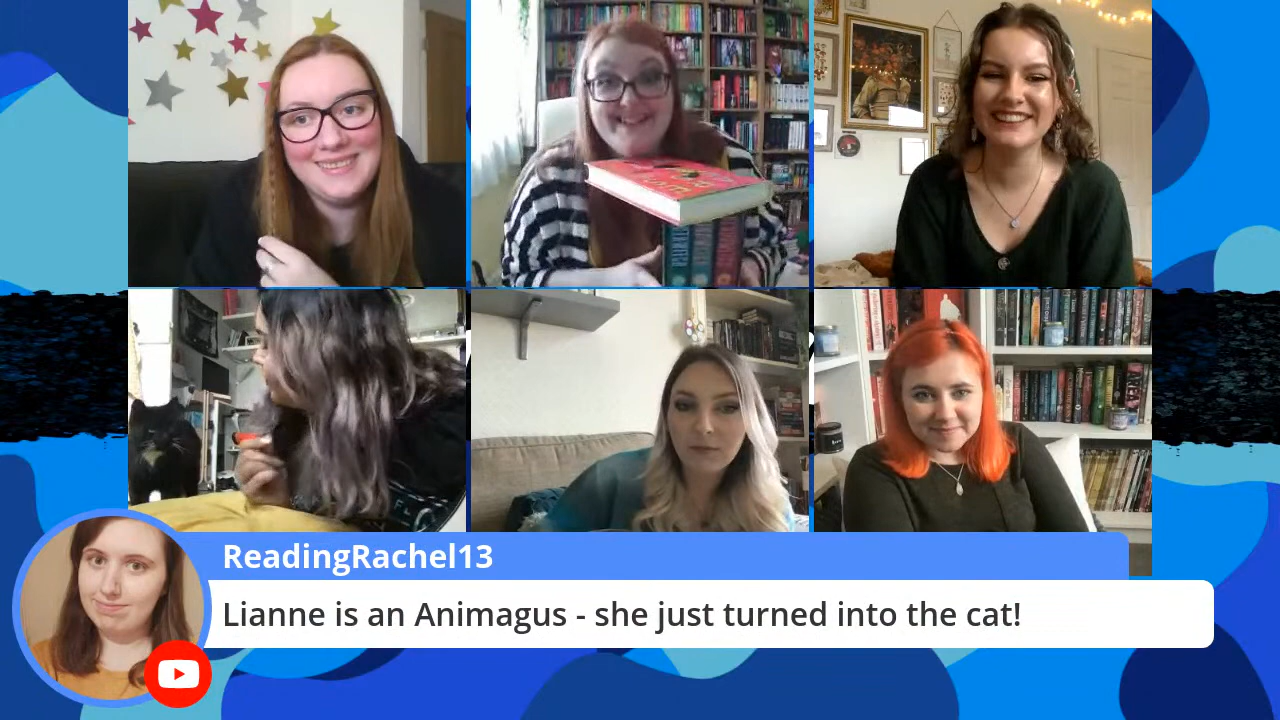 ReadingRachel13
Lianne is an Animagus - she just turned into the cat!